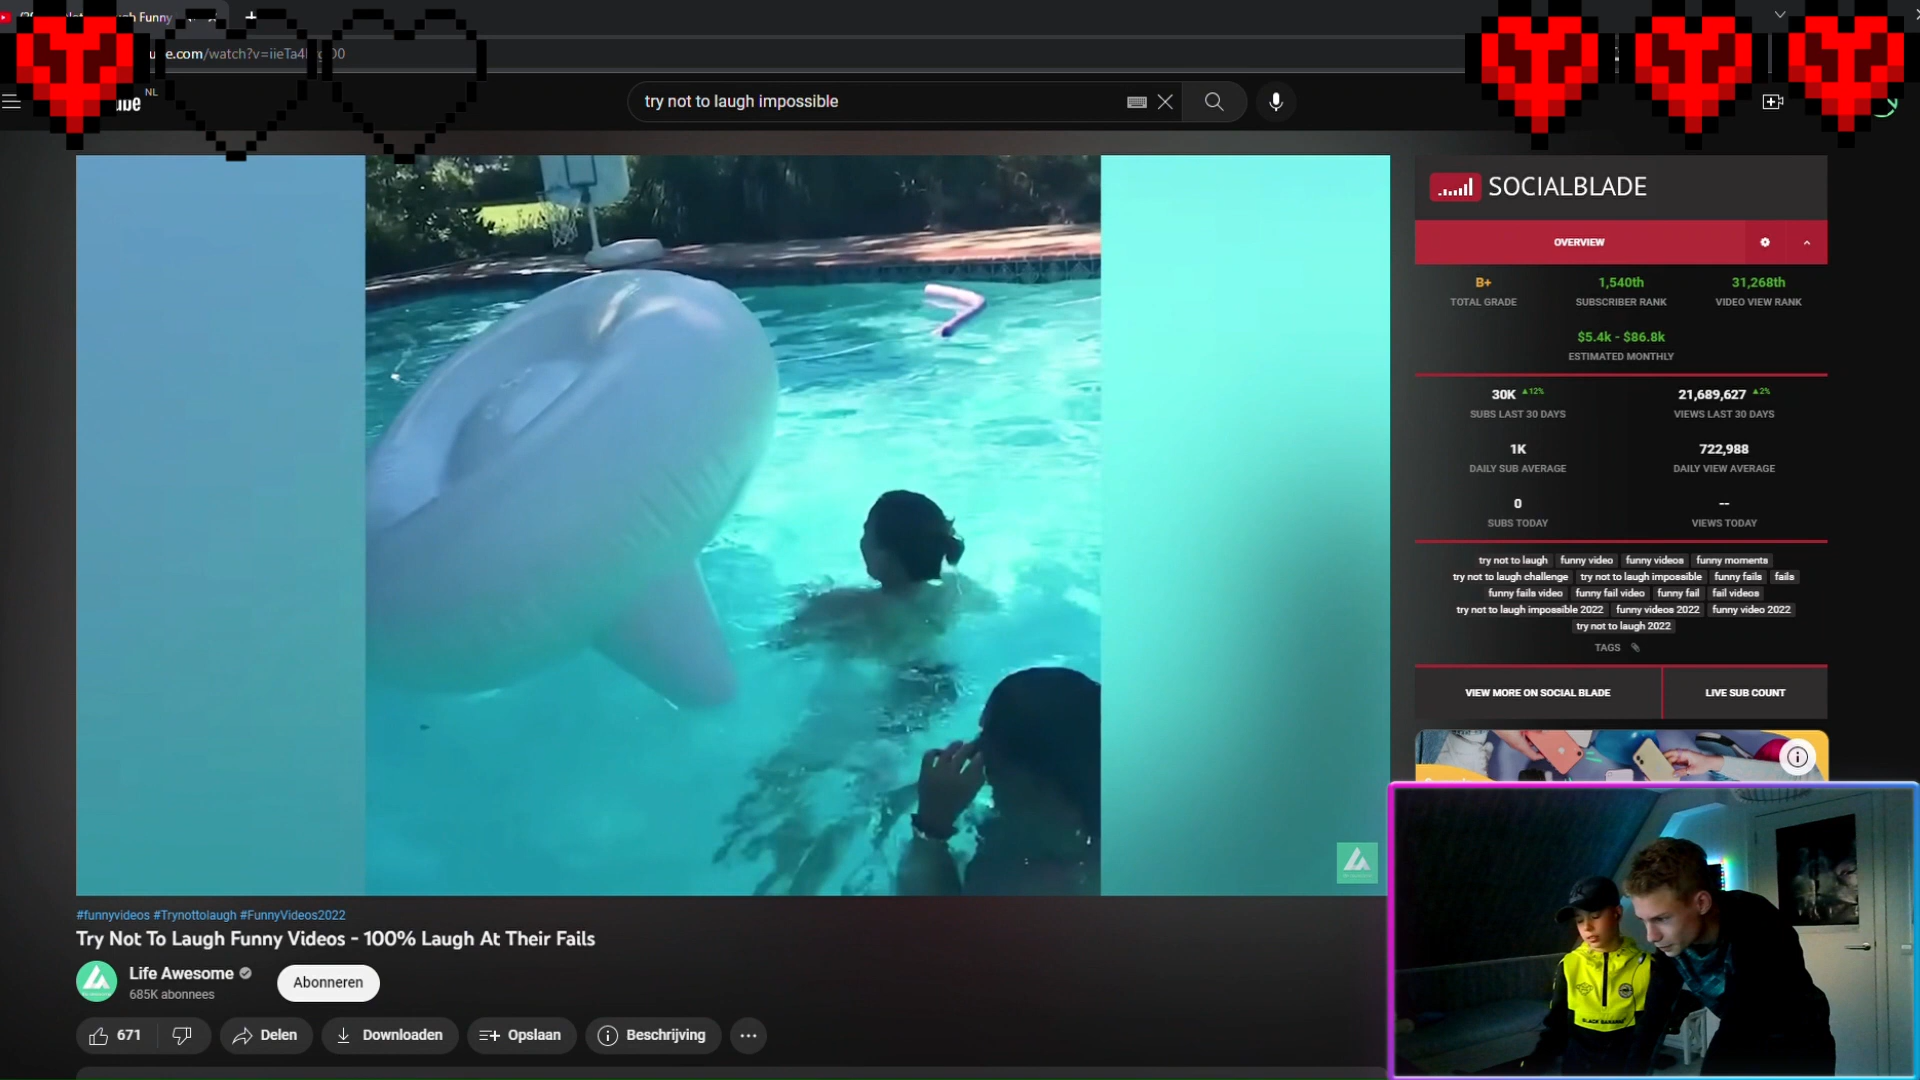 h Funny
ube.com/watch?v=iieTa4
NL
ube
try not to laugh impossible
SOCIALBLADE
OVERVIEW
B+
1,540th
31,268th
TOTAL GRADE
SUBSCRIBER RANK
VIDEO VIEW RANK
$5.4k - $86.8k
ESTIMATED MONTHLY
30K ▲12%
21,689,627 ▲2%
SUBS LAST 30 DAYS
VIEWS LAST 30 DAYS
1K
722,988
DAILY SUB AVERAGE
DAILY VIEW AVERAGE
0
--
SUBS TODAY
VIEWS TODAY
try not to laugh funny video funny videos funny moments
try not to laugh challenge try not to laugh impossible funny fails fails
funny fails video funny fail video funny fail fail videos
try not to laugh impossible 2022 funny videos 2022 funny video 2022
try not to laugh 2022
TAGS
VIEW MORE ON SOCIAL BLADE
LIVE SUB COUNT
#funnyvideos #Trynottolaugh #FunnyVideos2022
Try Not To Laugh Funny Videos - 100% Laugh At Their Fails
Life Awesome
685K abonnees
Abonneren
671
Delen
Downloaden
Opslaan
Beschrijving
BLACK BANANAS